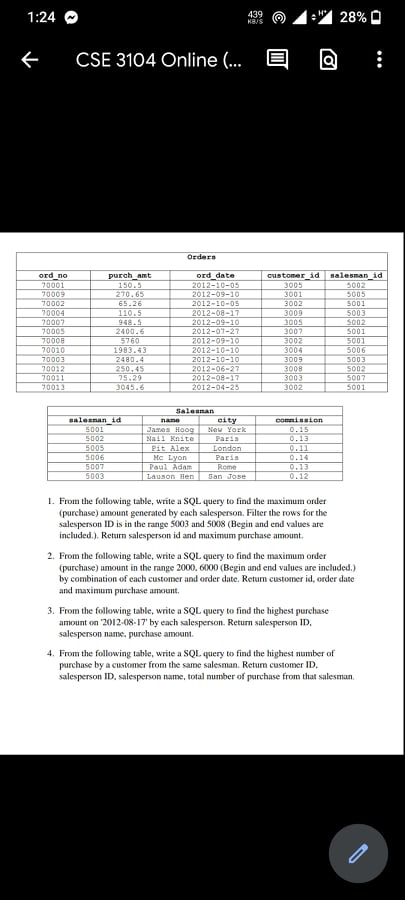 1:24 439 KB/S H+ 28%
CSE 3104 Online (...
Orders
ord_no purch_amt ord_date customer_id salesman_id
70001 150.5 2012-10-05 3005 5002
70009 270.65 2012-09-10 3001 5005
70002 65.26 2012-10-05 3002 5001
70004 110.5 2012-08-17 3009 5003
70007 948.5 2012-09-10 3005 5002
70005 2400.6 2012-07-27 3007 5001
70008 5760 2012-09-10 3002 5001
70010 1983.43 2012-10-10 3004 5006
70003 2480.4 2012-10-10 3009 5003
70012 250.45 2012-06-27 3008 5002
70011 75.29 2012-08-17 3003 5007
70013 3045.6 2012-04-25 3002 5001
Salesman
salesman_id name city commission
5001 James Hoog New York 0.15
5002 Nail Knite Paris 0.13
5005 Pit Alex London 0.11
5006 Mc Lyon Paris 0.14
5007 Paul Adam Rome 0.13
5003 Lauson Hen San Jose 0.12
1. From the following table, write a SQL query to find the maximum order
(purchase) amount generated by each salesperson. Filter the rows for the
salesperson ID is in the range 5003 and 5008 (Begin and end values are
included.). Return salesperson id and maximum purchase amount.
2. From the following table, write a SQL query to find the maximum order
(purchase) amount in the range 2000, 6000 (Begin and end values are included.)
by combination of each customer and order date. Return customer id, order date
and maximum purchase amount.
3. From the following table, write a SQL query to find the highest purchase
amount on '2012-08-17' by each salesperson. Return salesperson ID,
salesperson name, purchase amount.
4. From the following table, write a SQL query to find the highest number of
purchase by a customer from the same salesman. Return customer ID,
salesperson ID, salesperson name, total number of purchase from that salesman.